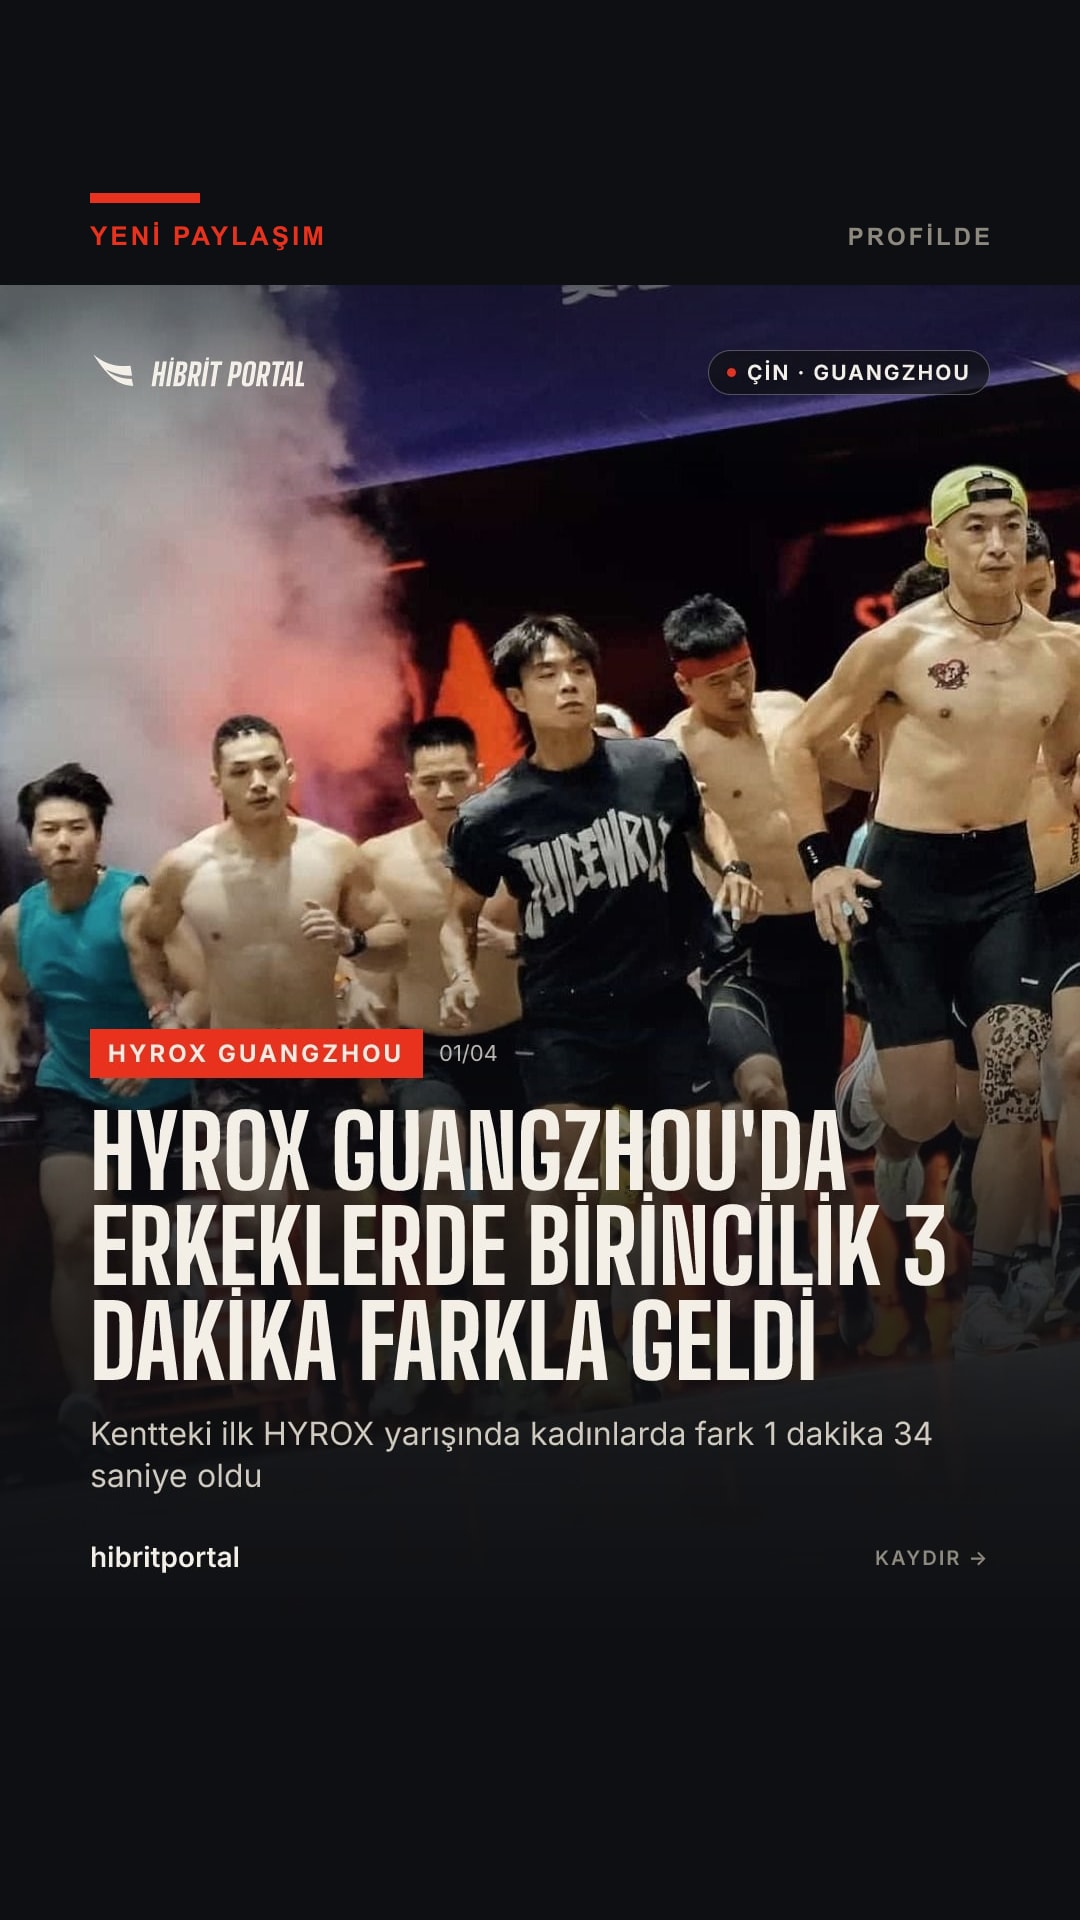 YENİ PAYLAŞIM
PROFİLDE
HİBRİT PORTAL
ÇİN · GUANGZHOU
JUICEWRLD
Smart
HYROX GUANGZHOU
01/04
HYROX GUANGZHOU'DA
ERKEKLERDE BİRİNCİLİK 3
DAKİKA FARKLA GELDİ
Kentteki ilk HYROX yarışında kadınlarda fark 1 dakika 34
saniye oldu
hibritportal
KAYDIR →